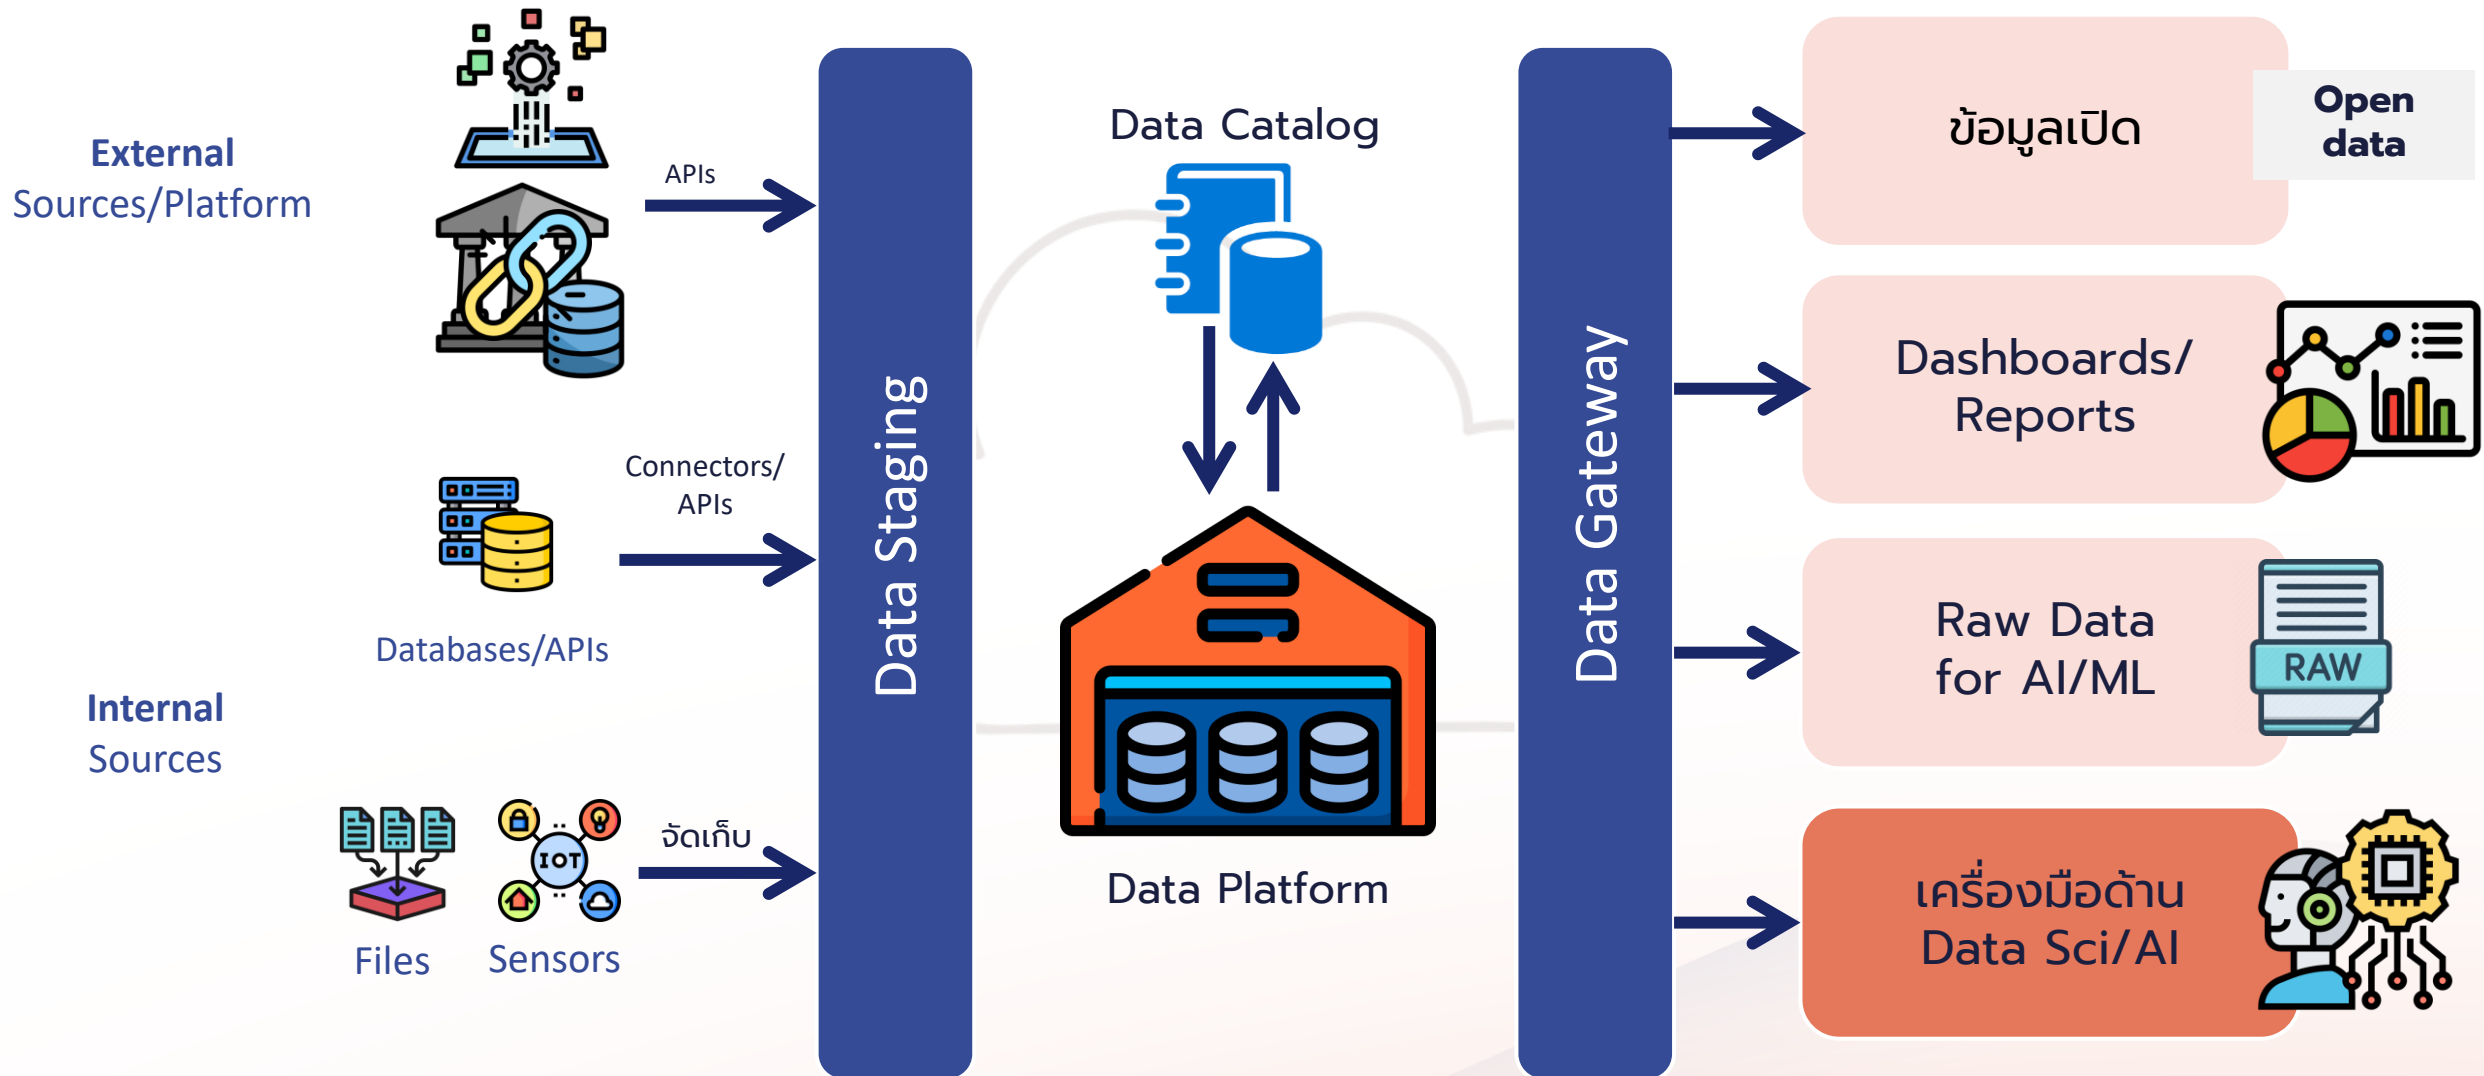 External
Sources/Platform
APIs
Connectors/
APIs
Databases/APIs
Internal
Sources
IOT
จัดเก็บ
Files
Sensors
Data Staging
Data Catalog
Data Platform
Data Gateway
ข้อมูลเปิด
Open
data
Dashboards/
Reports
Raw Data
for AI/ML
RAW
เครื่องมือด้าน
Data Sci/AI